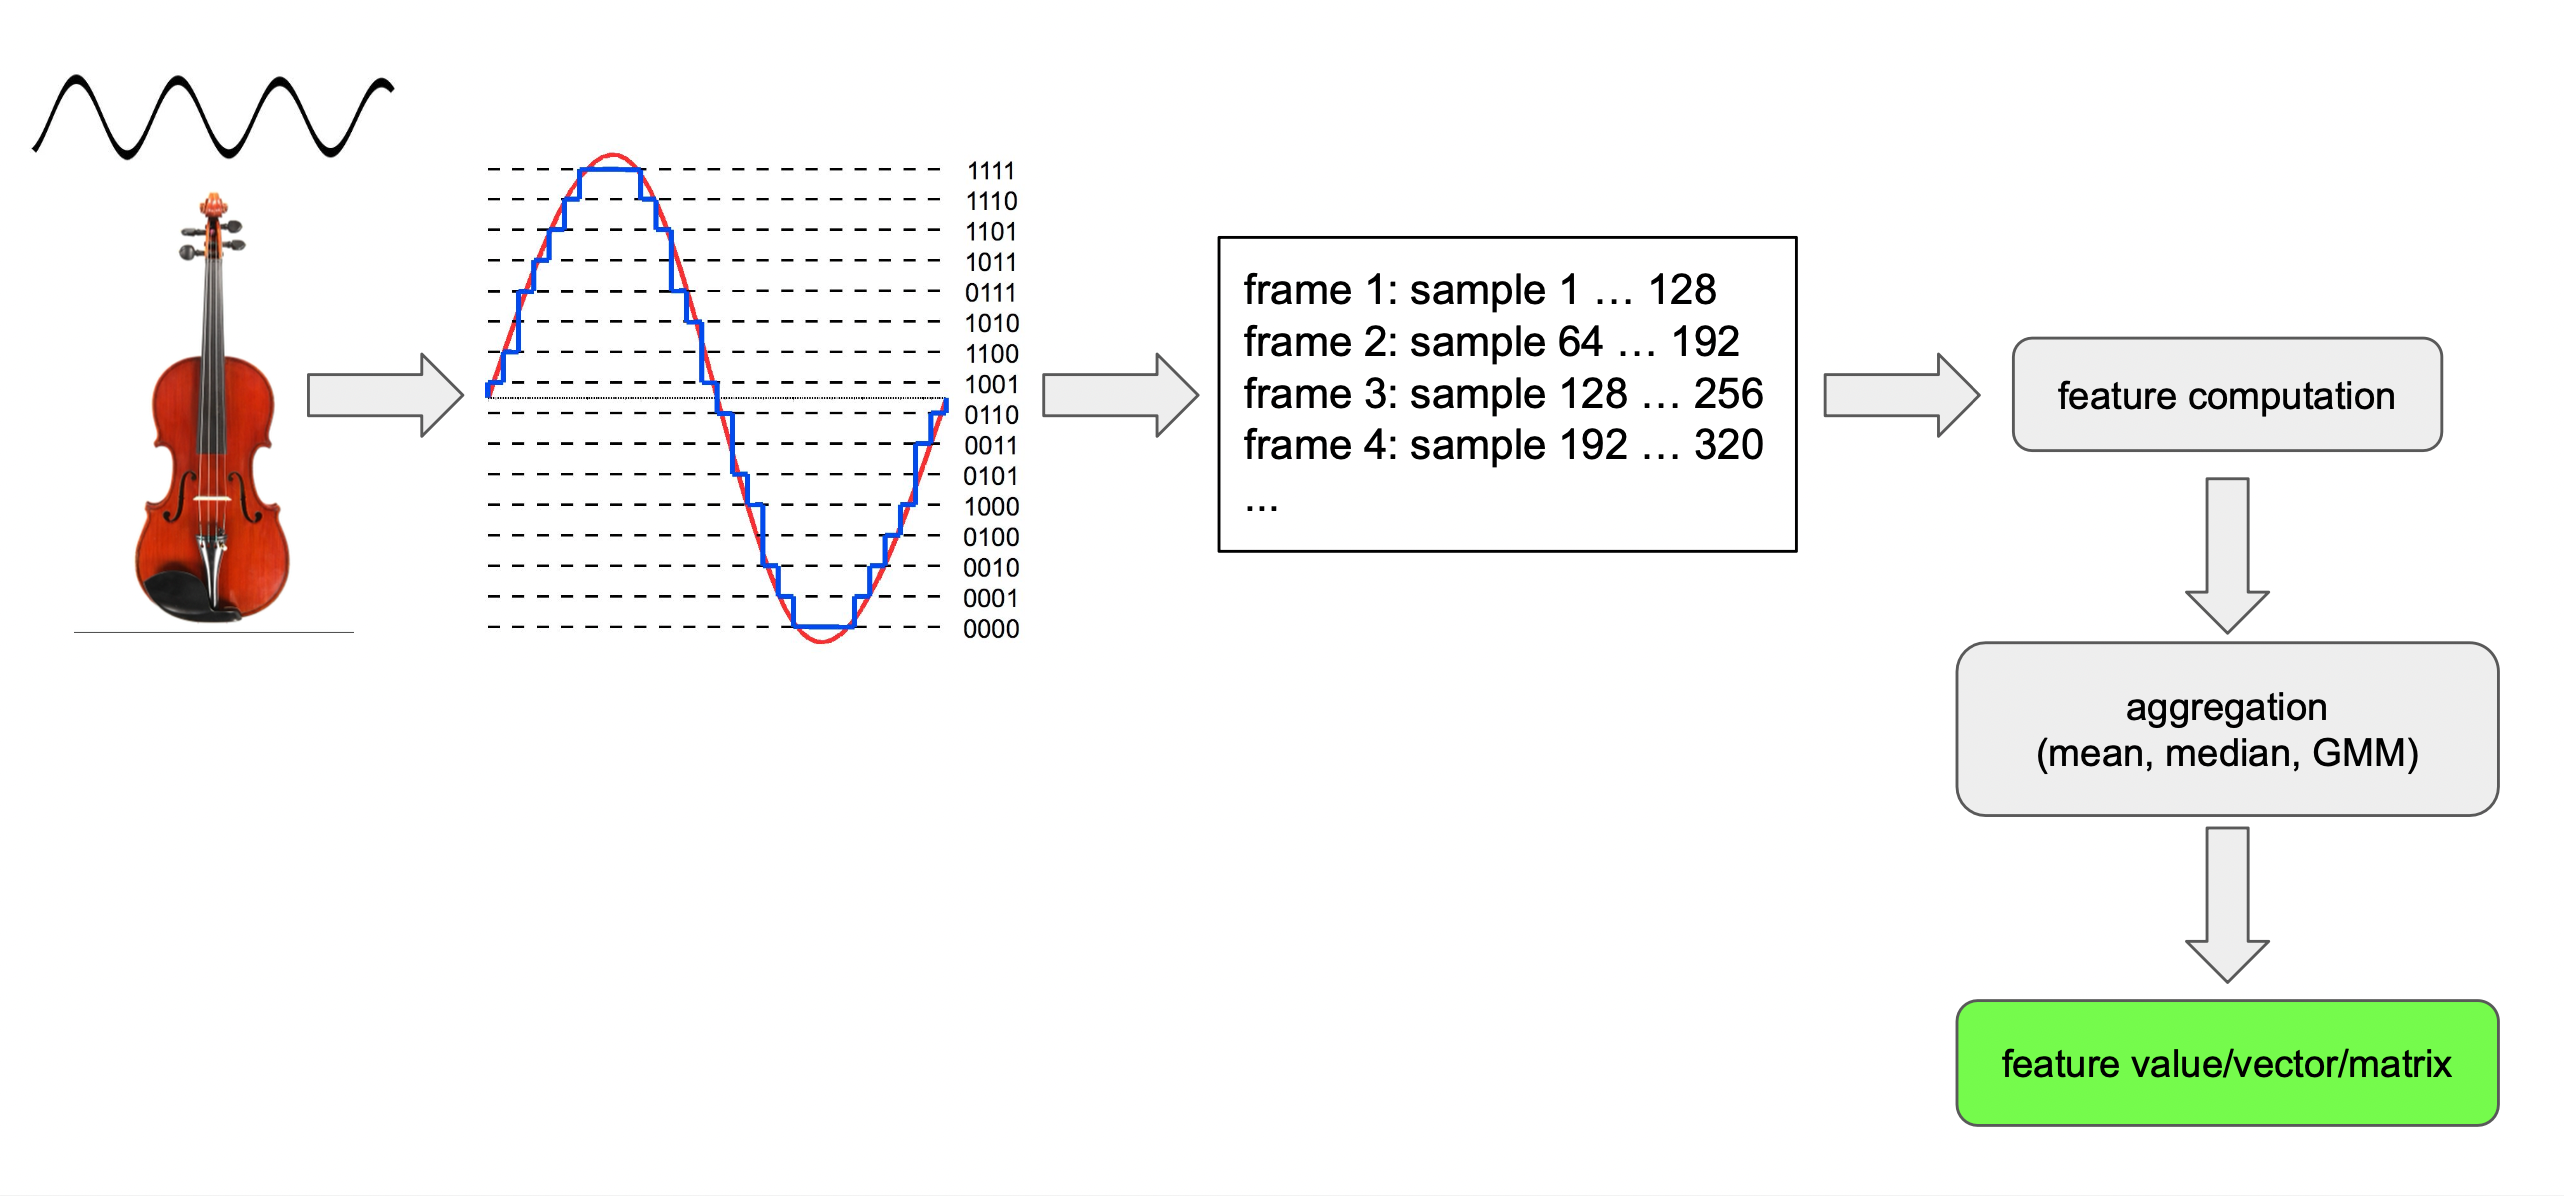 1111
1110
1101
1011
0111
1010
1100
1001
0110
0011
0101
1000
0100
0010
0001
0000
frame 1: sample 1 … 128
frame 2: sample 64 … 192
frame 3: sample 128 … 256
frame 4: sample 192 … 320
...
feature computation
aggregation
(mean, median, GMM)
feature value/vector/matrix